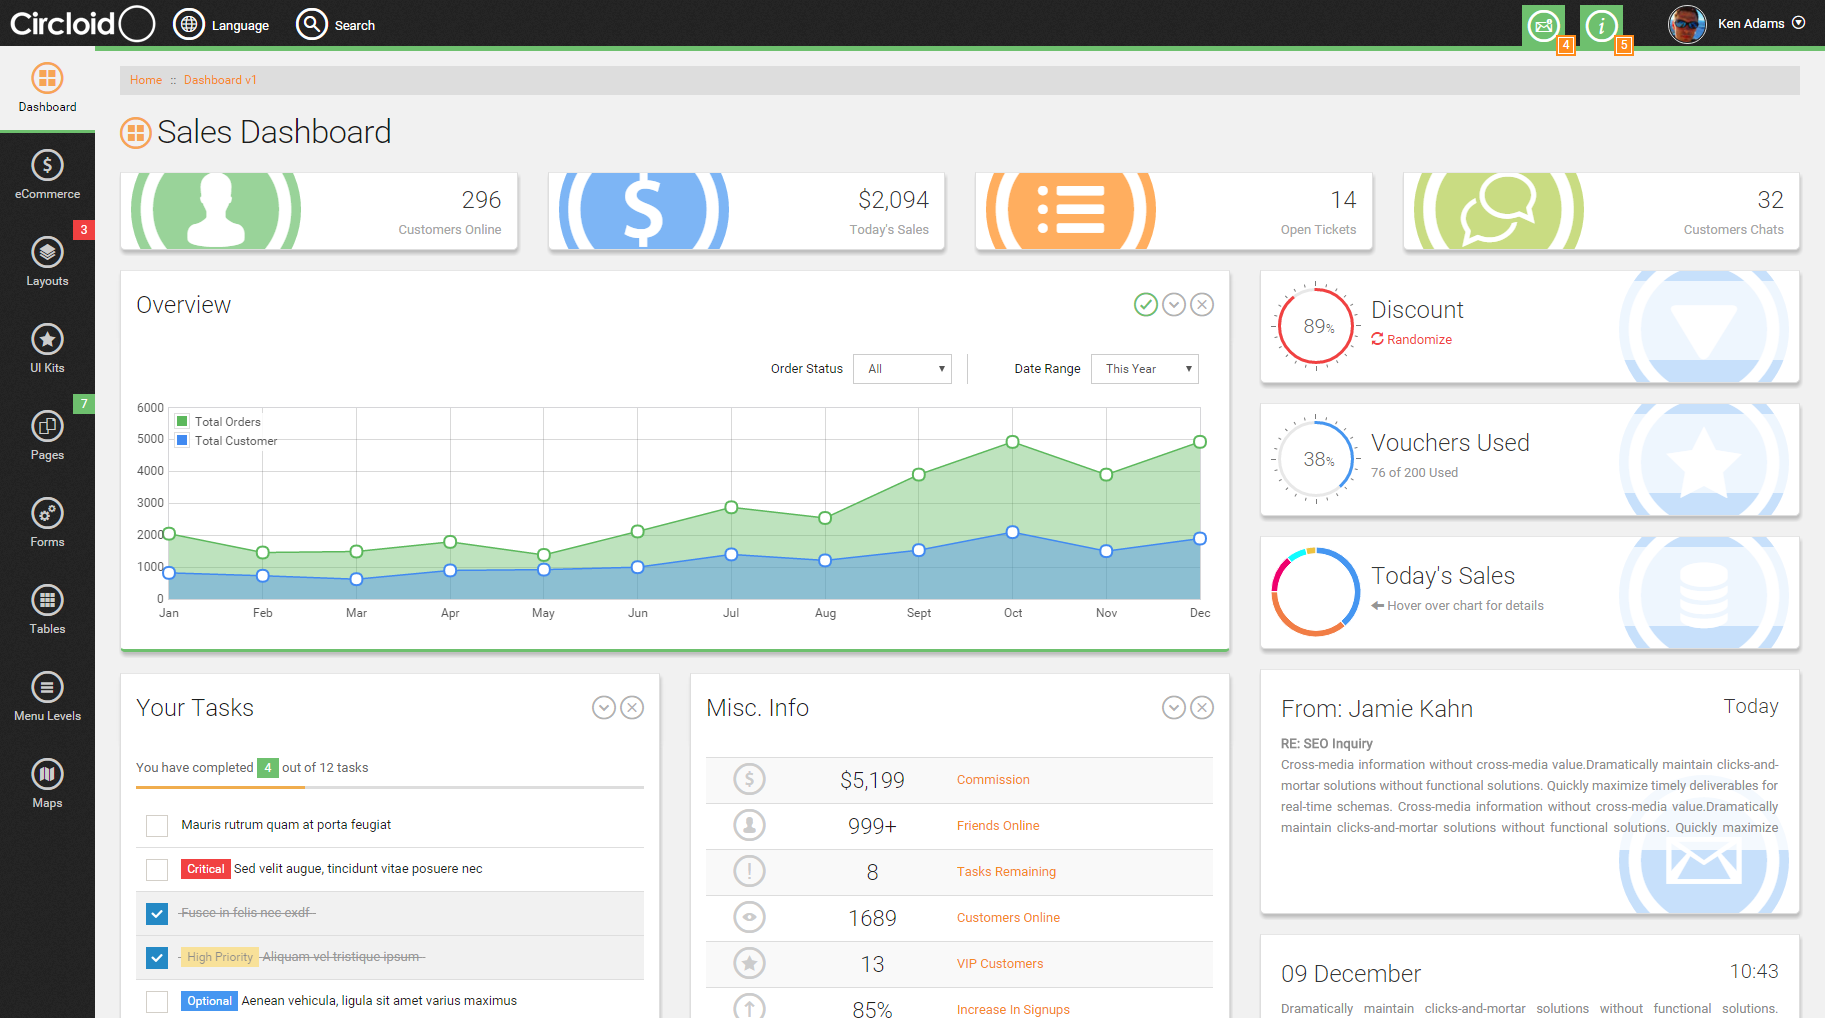 Circloid
Language
Search
4
5
Ken Adams
Dashboard
eCommerce
3
Layouts
UI Kits
7
Pages
Forms
Tables
Menu Levels
Maps
Home :: Dashboard v1
Sales Dashboard
296
Customers Online
$2,094
Today's Sales
14
Open Tickets
32
Customers Chats
Overview
Order Status All
Date Range This Year
Total Orders
Total Customer
6000
5000
4000
3000
2000
1000
0
Jan Feb Mar Apr May Jun Jul Aug Sept Oct Nov Dec
89%
Discount
Randomize
38%
Vouchers Used
76 of 200 Used
Today's Sales
Hover over chart for details
Your Tasks
You have completed 4 out of 12 tasks
Mauris rutrum quam at porta feugiat
Critical Sed velit augue, tincidunt vitae posuere nec
Fusce in felis nec exdf
High Priority Aliquam vel tristique ipsum
Optional Aenean vehicula, ligula sit amet varius maximus
Misc. Info
$5,199 Commission
999+ Friends Online
8 Tasks Remaining
1689 Customers Online
13 VIP Customers
85% Increase In Signups
From: Jamie Kahn Today
RE: SEO Inquiry
Cross-media information without cross-media value.Dramatically maintain clicks-and-
mortar solutions without functional solutions. Quickly maximize timely deliverables for
real-time schemas. Cross-media information without cross-media value.Dramatically
maintain clicks-and-mortar solutions without functional solutions. Quickly maximize
09 December 10:43
Dramatically maintain clicks-and-mortar solutions without functional solutions.